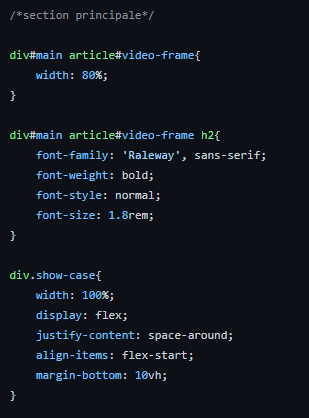 /*section principale*/
div#main article#video-frame{
width: 80%;
}
div#main article#video-frame h2{
font-family: 'Raleway', sans-serif;
font-weight: bold;
font-style: normal;
font-size: 1.8rem;
}
div.show-case{
width: 100%;
display: flex;
justify-content: space-around;
align-items: flex-start;
margin-bottom: 10vh;
}